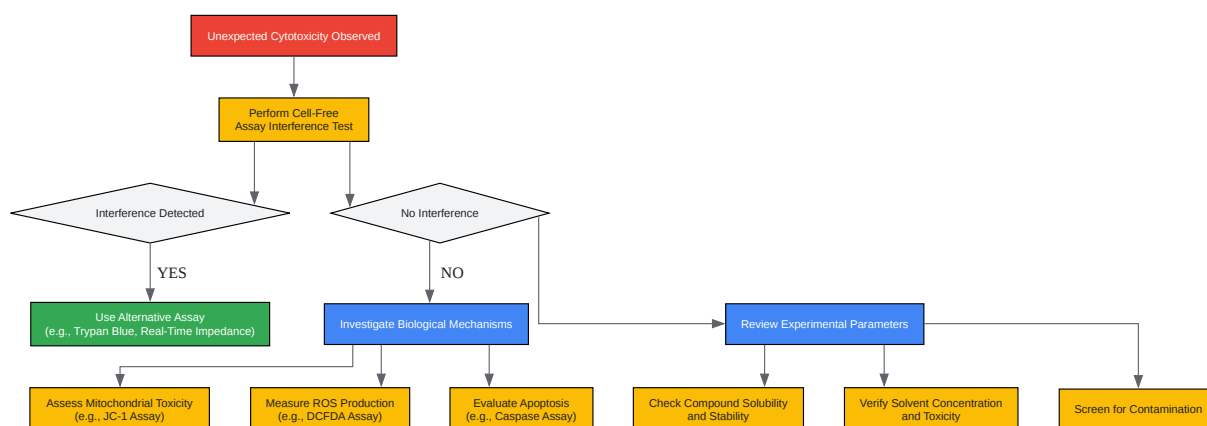 Unexpected Cytotoxicity Observed
Perform Cell-Free
Assay Interference Test
Interference Detected
No Interference
YES
NO
Use Alternative Assay
(e.g., Trypan Blue, Real-Time Impedance)
Investigate Biological Mechanisms
Review Experimental Parameters
Assess Mitochondrial Toxicity
(e.g., JC-1 Assay)
Measure ROS Production
(e.g., DCFDA Assay)
Evaluate Apoptosis
(e.g., Caspase Assay)
Check Compound Solubility
and Stability
Verify Solvent Concentration
and Toxicity
Screen for Contamination